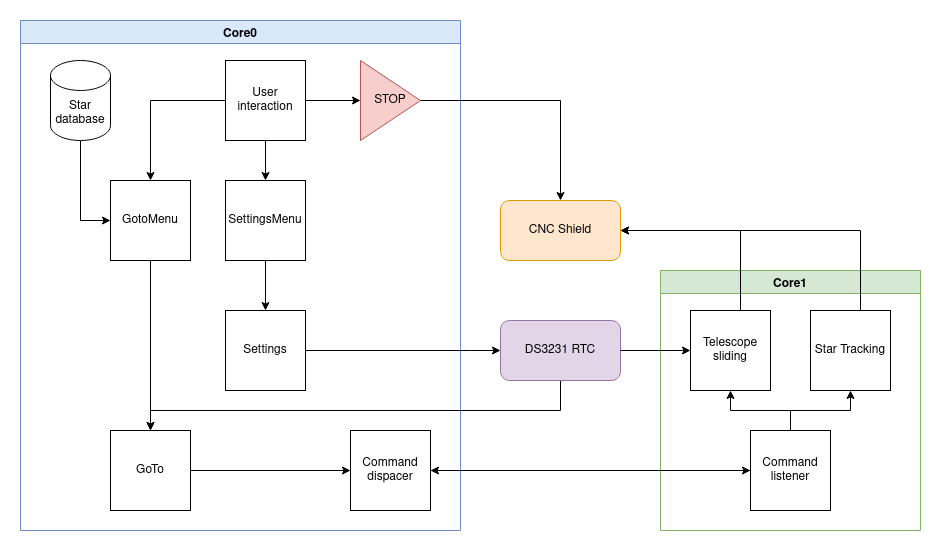 Core0
Star
database
User
interaction
STOP
GotoMenu
SettingsMenu
CNC Shield
Core1
Settings
DS3231 RTC
Telescope
sliding
Star Tracking
GoTo
Command
dispacer
Command
listener